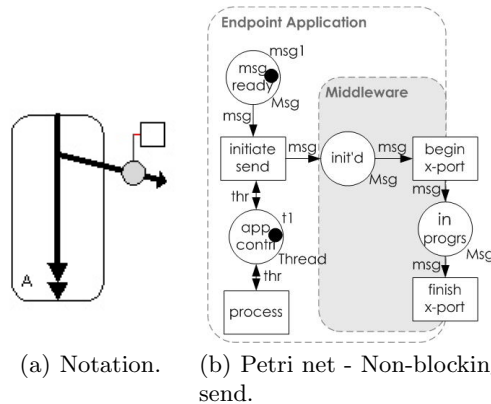 Endpoint Application
msg1
msg
ready
Msg
msg
Middleware
initiate
send
msg
init'd
Msg
msg
begin
x-port
thr
msg
t1
app
contrl
Thread
in
progrs
Msg
thr
msg
process
finish
x-port
A
(a) Notation.
(b) Petri net - Non-blockin
send.